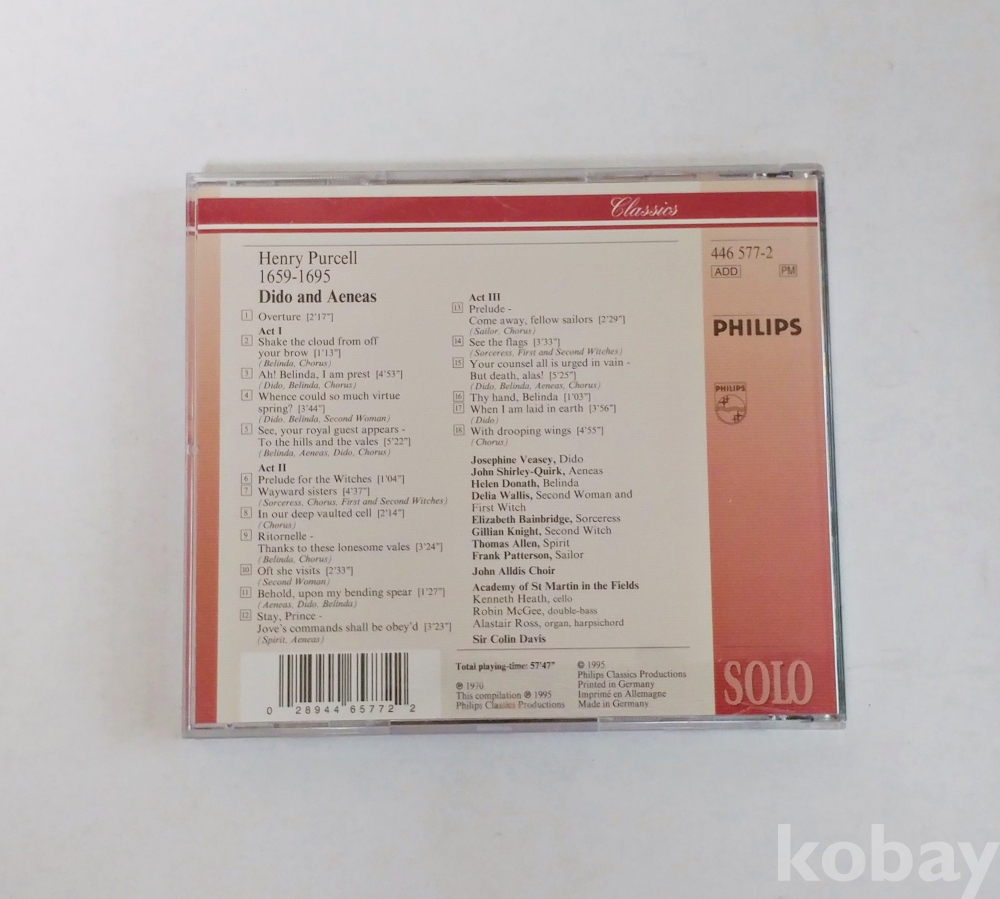 Classics
Henry Purcell
1659-1695
Dido and Aeneas
1 Overture [2'17"]
Act I
2 Shake the cloud from off
your brow [1'13"]
(Belinda, Chorus)
3 Ah! Belinda, I am prest [4'53"]
(Dido, Belinda, Chorus)
4 Whence could so much virtue
spring? [3'44"]
(Dido, Belinda, Second Woman)
5 See, your royal guest appears -
To the hills and the vales [5'22"]
(Belinda, Aeneas, Dido, Chorus)
Act II
6 Prelude for the Witches [1'04"]
7 Wayward sisters [4'37"]
(Sorceress, Chorus, First and Second Witches)
8 In our deep vaulted cell [2'14"]
(Chorus)
9 Ritornelle -
Thanks to these lonesome vales [3'24"]
(Belinda, Chorus)
10 Oft she visits [2'33"]
(Second Woman)
11 Behold, upon my bending spear [1'27"]
(Aeneas, Dido, Belinda)
12 Stay, Prince -
Jove's commands shall be obey'd [3'23"]
(Spirit, Aeneas)
Act III
13 Prelude -
Come away, fellow sailors [2'29"]
(Sailor, Chorus)
14 See the flags [3'33"]
(Sorceress, First and Second Witches)
15 Your counsel all is urged in vain -
But death, alas! [5'25"]
(Dido, Belinda, Aeneas, Chorus)
16 Thy hand, Belinda [1'03"]
17 When I am laid in earth [3'56"]
(Dido)
18 With drooping wings [4'55"]
(Chorus)
Josephine Veasey, Dido
John Shirley-Quirk, Aeneas
Helen Donath, Belinda
Delia Wallis, Second Woman and
First Witch
Elizabeth Bainbridge, Sorceress
Gillian Knight, Second Witch
Thomas Allen, Spirit
Frank Patterson, Sailor
John Alldis Choir
Academy of St Martin in the Fields
Kenneth Heath, cello
Robin McGee, double-bass
Alastair Ross, organ, harpsichord
Sir Colin Davis
Total playing-time: 57'47"
℗ 1970
This compilation ℗ 1995
Philips Classics Productions
© 1995
Philips Classics Productions
Printed in Germany
Imprimé en Allemagne
Made in Germany
0 28944 65772 2
446 577-2
ADD PM
PHILIPS
PHILIPS
SOLO
kobay